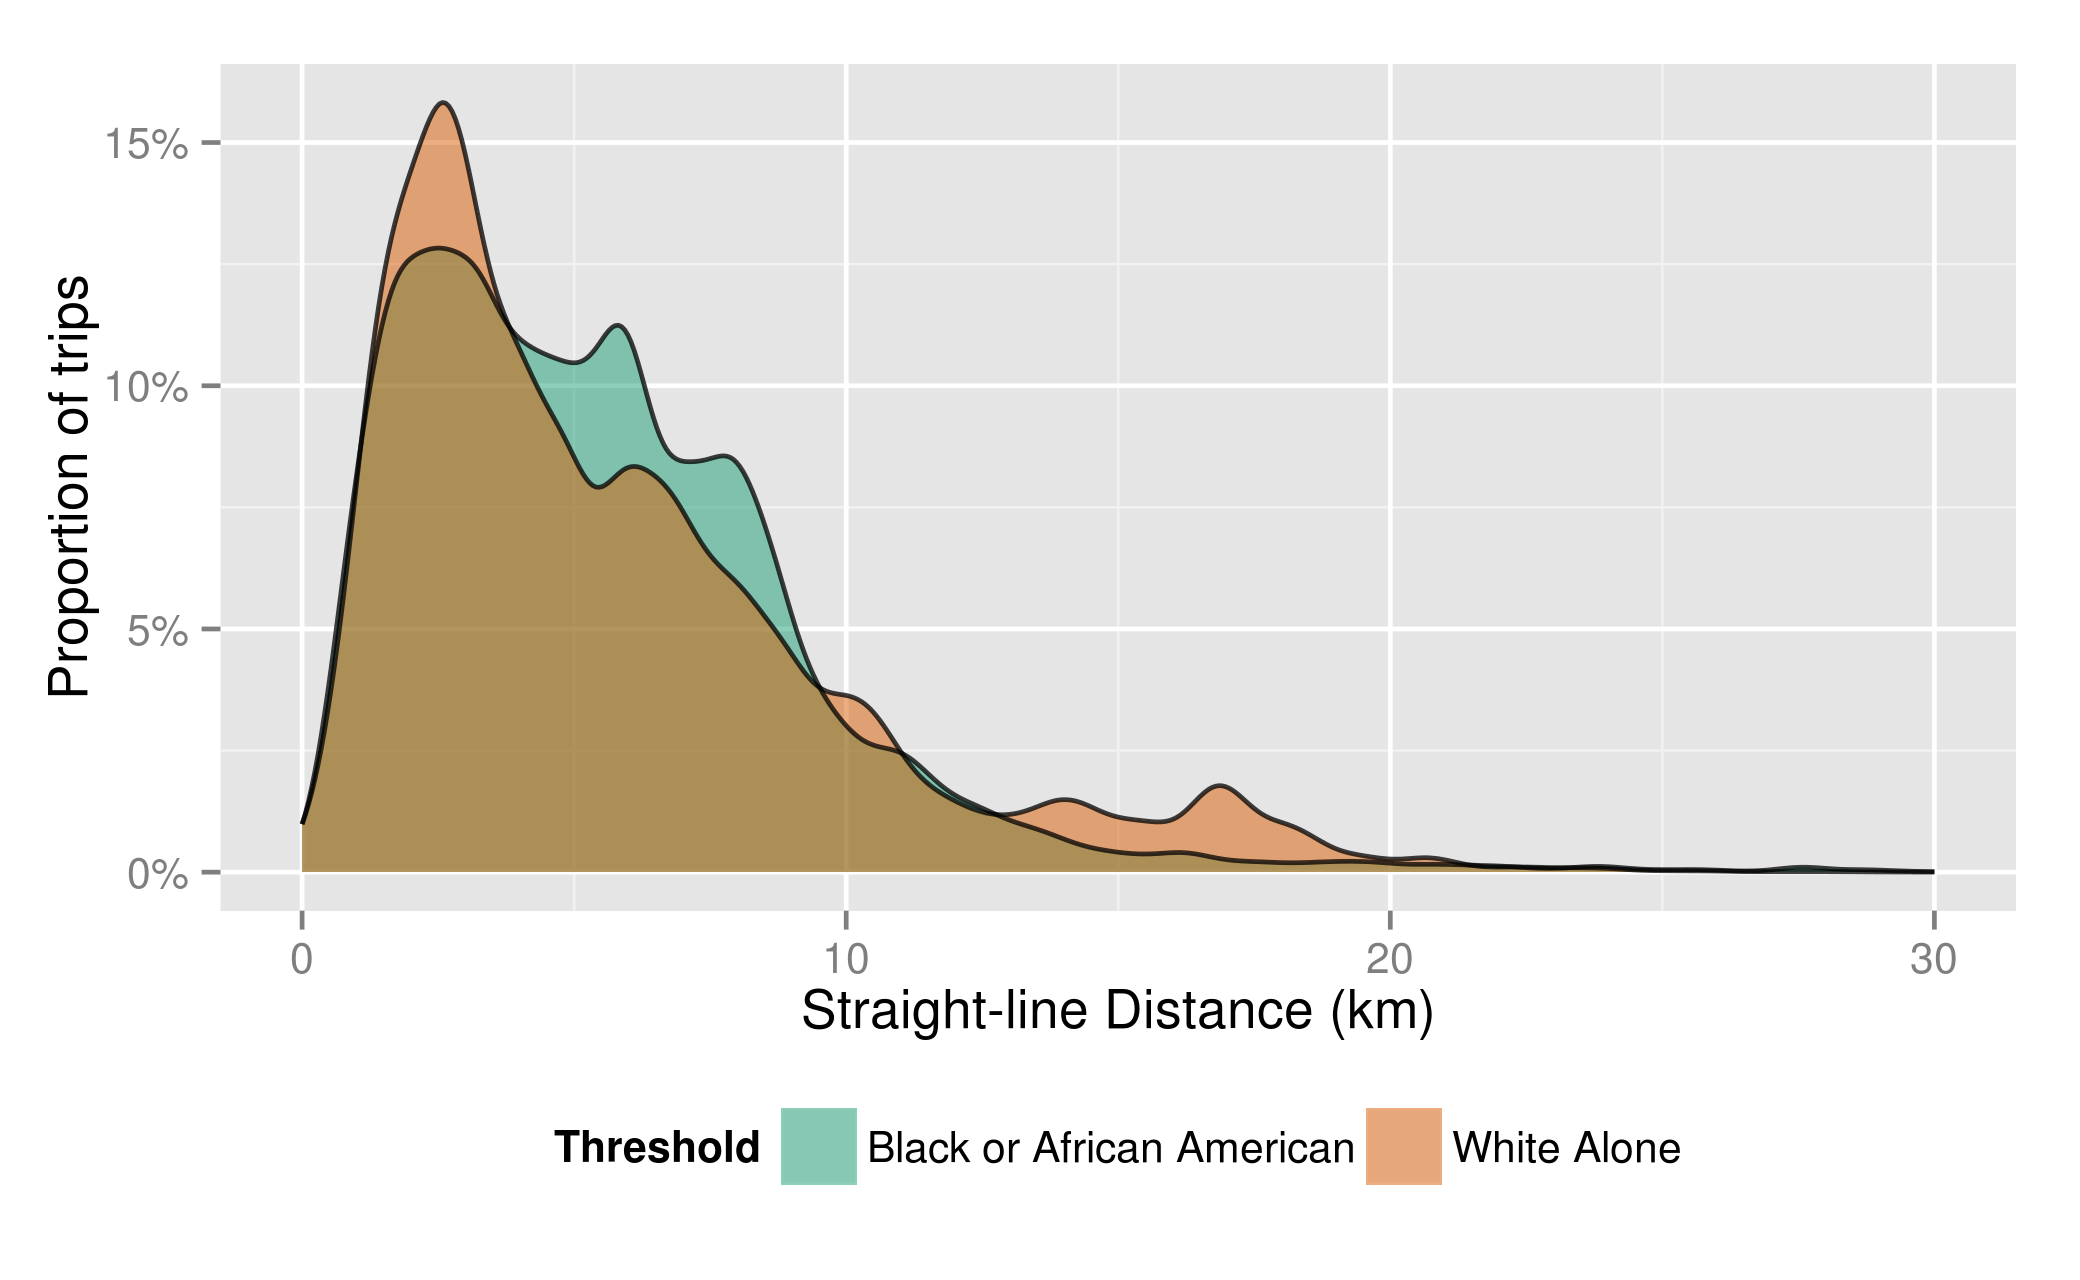 Proportion of trips
15%
10%
5%
0%
0 10 20 30
Straight-line Distance (km)
Threshold Black or African American White Alone